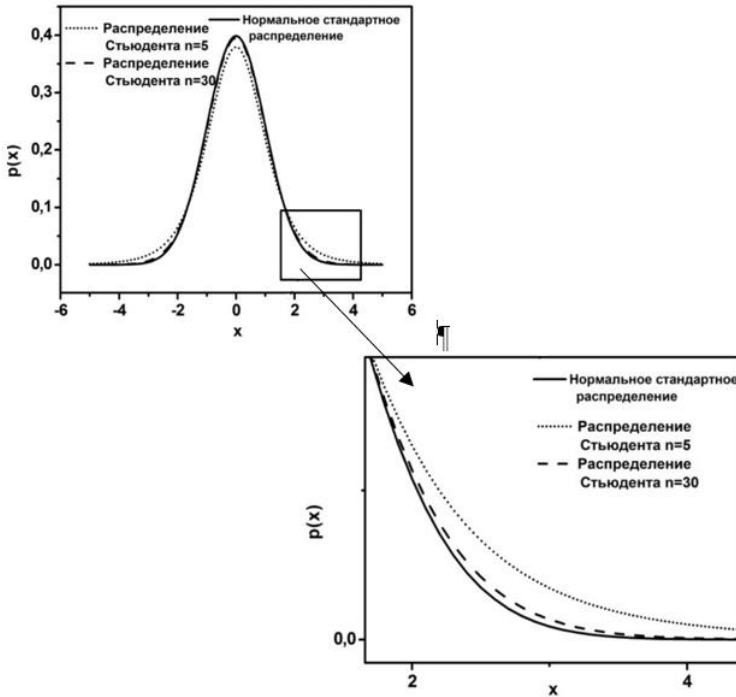 Распределение
Стьюдента n=5
Распределение
Стьюдента n=30
Нормальное стандартное
распределение
p(x)
0,4
0,3
0,2
0,1
0,0
-6 -4 -2 0 2 4 6
x
¶
Нормальное стандартное
распределение
Распределение
Стьюдента n=5
Распределение
Стьюдента n=30
p(x)
0,0
2 4
x